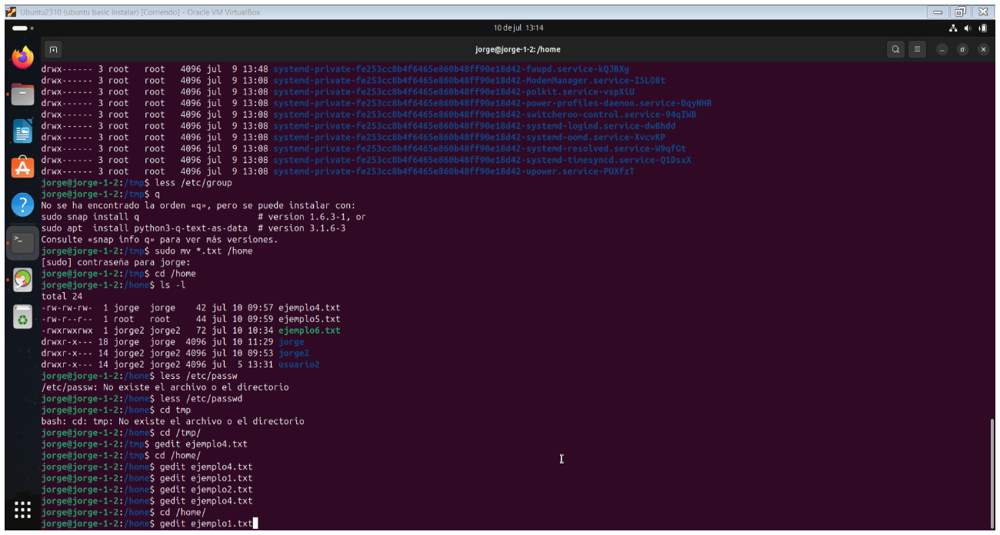 Ubuntu2310 (ubuntu basic instalar) [Corriendo] - Oracle VM VirtualBox
10 de jul 13:14
jorge@jorge-1-2: /home
drwx------ 3 root   root   4096 jul  9 13:48 systemd-private-fe253cc8b4f6465e860b48ff90e18d42-fwupd.service-kQJBXg
drwx------ 3 root   root   4096 jul  9 13:08 systemd-private-fe253cc8b4f6465e860b48ff90e18d42-ModemManager.service-I5LO8t
drwx------ 3 root   root   4096 jul  9 13:08 systemd-private-fe253cc8b4f6465e860b48ff90e18d42-polkit.service-vspXiU
drwx------ 3 root   root   4096 jul  9 13:08 systemd-private-fe253cc8b4f6465e860b48ff90e18d42-power-profiles-daemon.service-DqyNHR
drwx------ 3 root   root   4096 jul  9 13:08 systemd-private-fe253cc8b4f6465e860b48ff90e18d42-switcheroo-control.service-94qIWB
drwx------ 3 root   root   4096 jul  9 13:08 systemd-private-fe253cc8b4f6465e860b48ff90e18d42-systemd-logind.service-dwBhdd
drwx------ 3 root   root   4096 jul  9 13:08 systemd-private-fe253cc8b4f6465e860b48ff90e18d42-systemd-oomd.service-XvcvKP
drwx------ 3 root   root   4096 jul  9 13:08 systemd-private-fe253cc8b4f6465e860b48ff90e18d42-systemd-resolved.service-W9qfGt
drwx------ 3 root   root   4096 jul  9 13:08 systemd-private-fe253cc8b4f6465e860b48ff90e18d42-systemd-timesyncd.service-Q1DsxX
drwx------ 3 root   root   4096 jul  9 13:08 systemd-private-fe253cc8b4f6465e860b48ff90e18d42-upower.service-PUXfzT
jorge@jorge-1-2:/tmp$ less /etc/group
jorge@jorge-1-2:/tmp$ q
No se ha encontrado la orden «q», pero se puede instalar con:
sudo snap install q                       # version 1.6.3-1, or
sudo apt  install python3-q-text-as-data  # version 3.1.6-3
Consulte «snap info q» para ver más versiones.
jorge@jorge-1-2:/tmp$ sudo mv *.txt /home
[sudo] contraseña para jorge:
jorge@jorge-1-2:/tmp$ cd /home
jorge@jorge-1-2:/home$ ls -l
total 24
-rw-rw-rw-  1 jorge  jorge    42 jul 10 09:57 ejemplo4.txt
-rw-r--r--  1 root   root     44 jul 10 09:59 ejemplo5.txt
-rwxrwxrwx  1 jorge2 jorge2   72 jul 10 10:34 ejemplo6.txt
drwxr-x--- 18 jorge  jorge  4096 jul 10 11:29 jorge
drwxr-x--- 14 jorge2 jorge2 4096 jul 10 09:53 jorge2
drwxr-x--- 14 jorge2 jorge2 4096 jul  5 13:31 usuario2
jorge@jorge-1-2:/home$ less /etc/passw
/etc/passw: No existe el archivo o el directorio
jorge@jorge-1-2:/home$ less /etc/passwd
jorge@jorge-1-2:/home$ cd tmp
bash: cd: tmp: No existe el archivo o el directorio
jorge@jorge-1-2:/home$ cd /tmp/
jorge@jorge-1-2:/tmp$ gedit ejemplo4.txt
jorge@jorge-1-2:/tmp$ cd /home/
jorge@jorge-1-2:/home$ gedit ejemplo4.txt
jorge@jorge-1-2:/home$ gedit ejemplo1.txt
jorge@jorge-1-2:/home$ gedit ejemplo2.txt
jorge@jorge-1-2:/home$ gedit ejemplo4.txt
jorge@jorge-1-2:/home$ cd /home/
jorge@jorge-1-2:/home$ gedit ejemplo1.txt